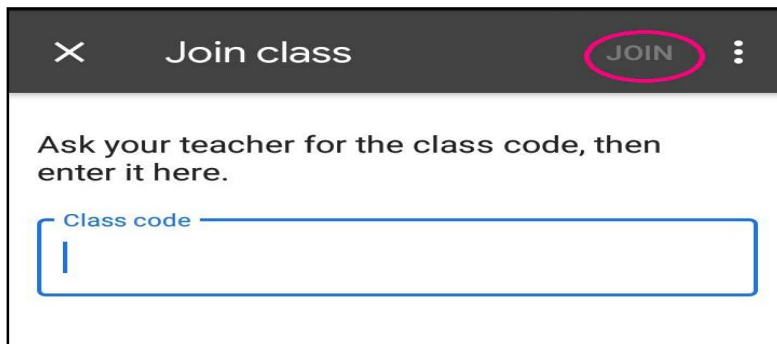 Join class JOIN
Ask your teacher for the class code, then
enter it here.
Class code